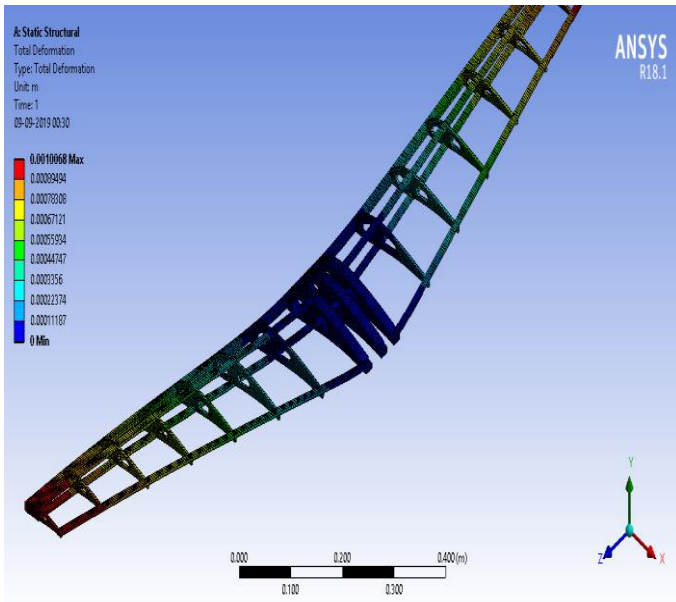 A: Static Structural
Total Deformation
Type: Total Deformation
Unit: m
Time: 1
09-09-2019 00:30
0.0010068 Max
0.00089494
0.00078308
0.00067121
0.00055934
0.00044747
0.0003356
0.00022374
0.00011187
0 Min
ANSYS
R18.1
0.000
0.200
0.400 (m)
0.100
0.300
Y
Z
X